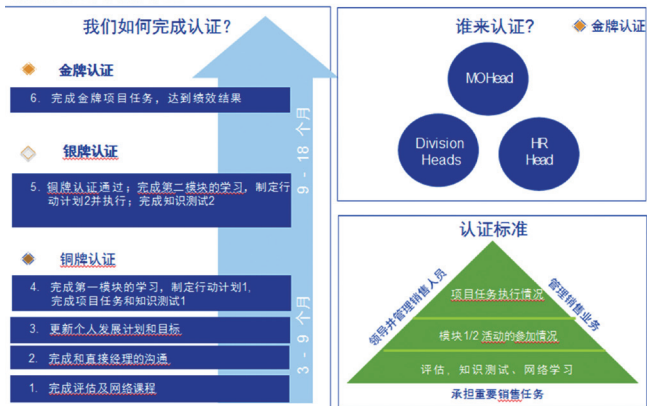 我们如何完成认证？
金牌认证
6. 完成金牌项目任务，达到绩效结果
银牌认证
5. 铜牌认证通过；完成第二模块的学习，制定行
动计划2并执行；完成知识测试2
铜牌认证
4. 完成第一模块的学习，制定行动计划1，
完成项目任务和知识测试1
3. 更新个人发展计划和目标
2. 完成和直接经理的沟通
1. 完成评估及网络课程
9 - 18 个月
3 - 9 个月
谁来认证？
金牌认证
MOHead
Division
Heads
HR
Head
认证标准
领导并管理销售人员
管理销售业务
项目任务执行情况
模块1/2 活动的参加情况
评估、知识测试、网络学习
承担重要销售任务